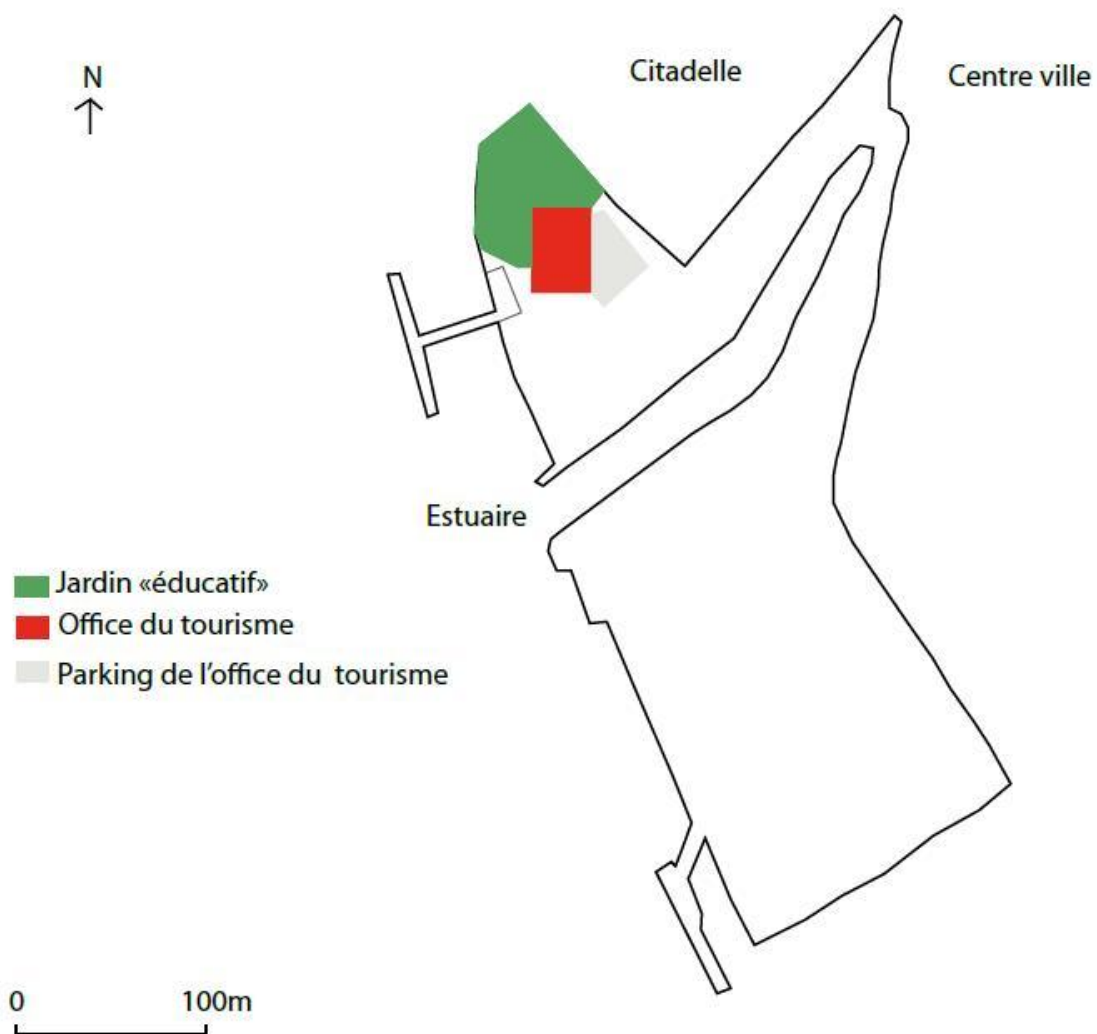 N
Citadelle
Centre ville
Estuaire
Jardin «éducatif»
Office du tourisme
Parking de l'office du tourisme
0 100m